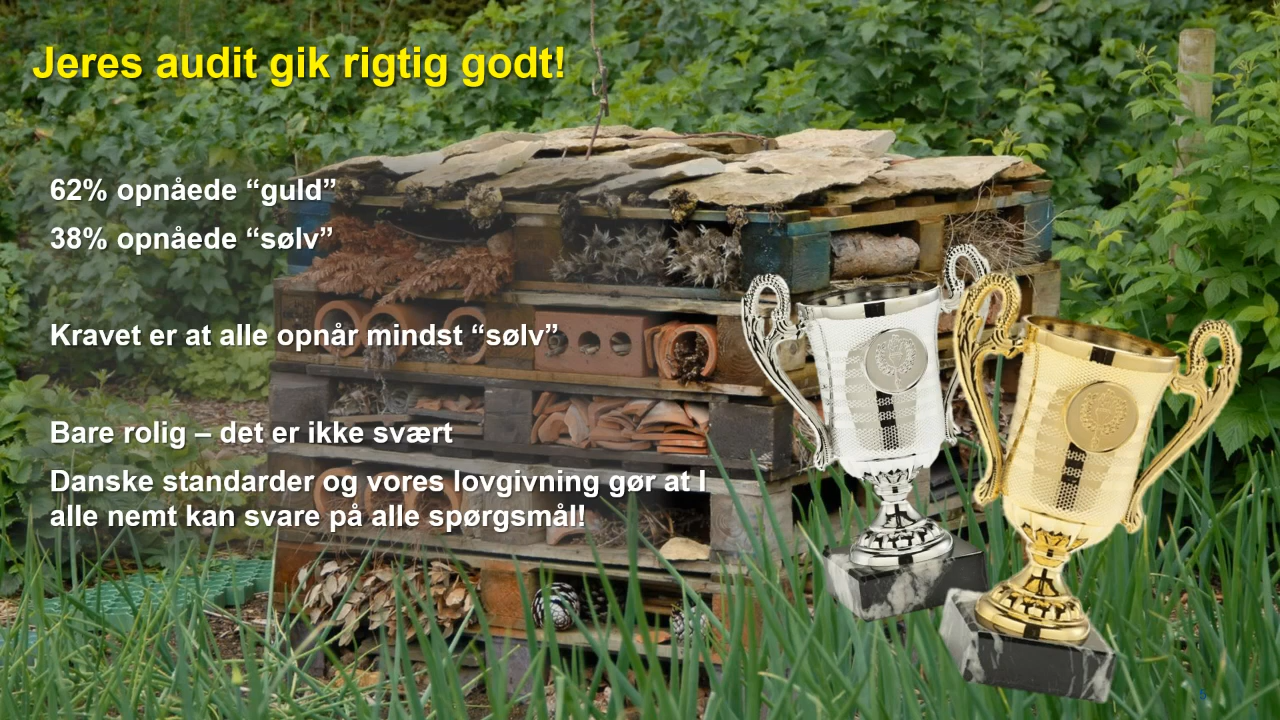 Jeres audit gik rigtig godt!
62% opnåede “guld”
38% opnåede “sølv”
Kravet er at alle opnår mindst “sølv”
Bare rolig – det er ikke svært
Danske standarder og vores lovgivning gør at I
alle nemt kan svare på alle spørgsmål!
5